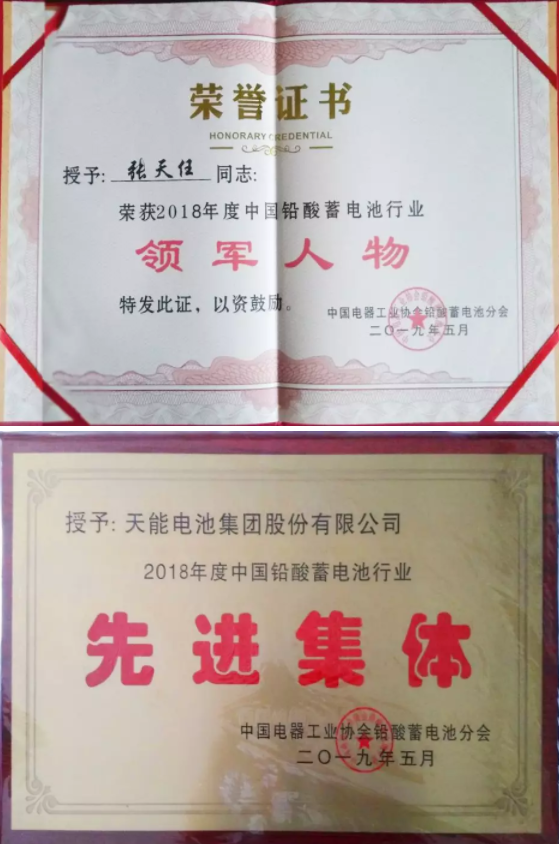 荣誉证书
HONORARY CREDENTIAL
授予: 张天任 同志:
荣获2018年度中国铅酸蓄电池行业
领军人物
特发此证，以资鼓励。
中国电器工业协会铅酸蓄电池分会
二〇一九年五月
授予: 天能电池集团股份有限公司
2018年度中国铅酸蓄电池行业
先进集体
中国电器工业协会铅酸蓄电池分会
二〇一九年五月